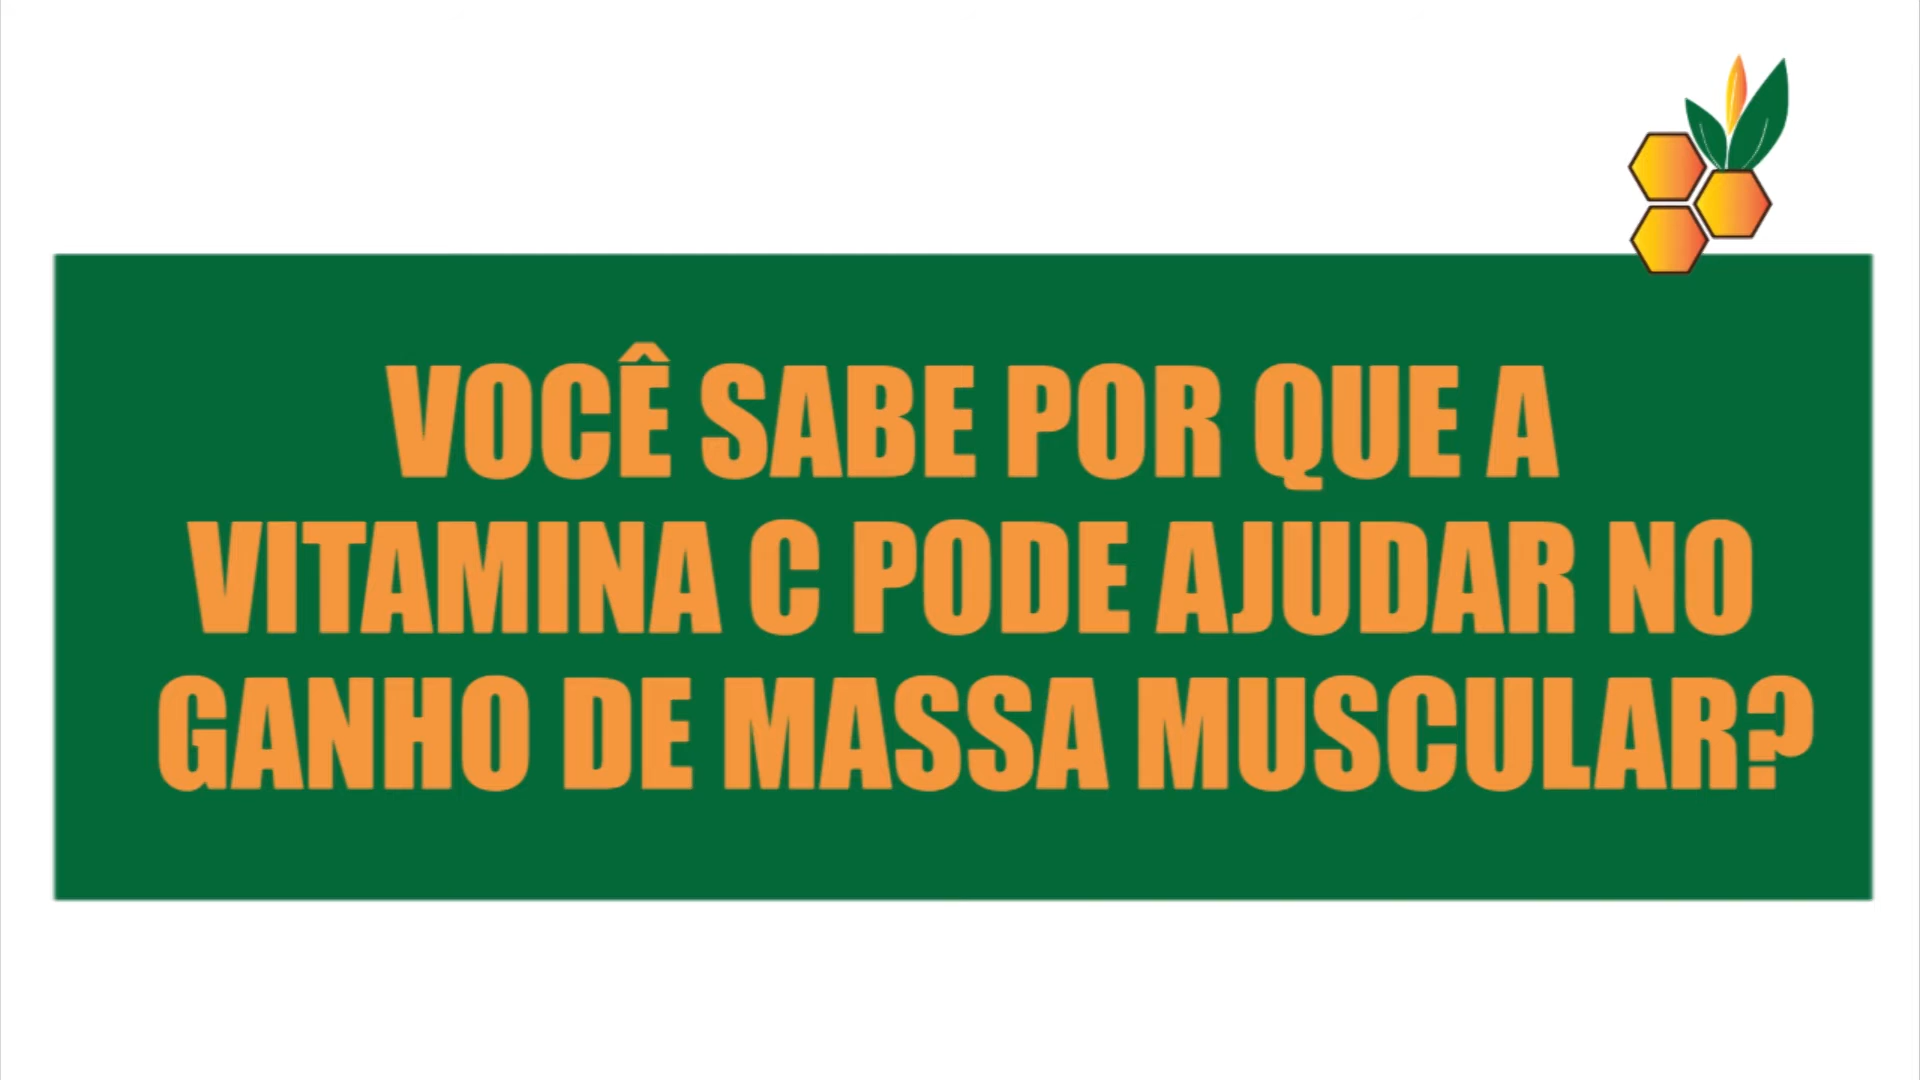 VOCÊ SABE POR QUE A
VITAMINA C PODE AJUDAR NO
GANHO DE MASSA MUSCULAR?